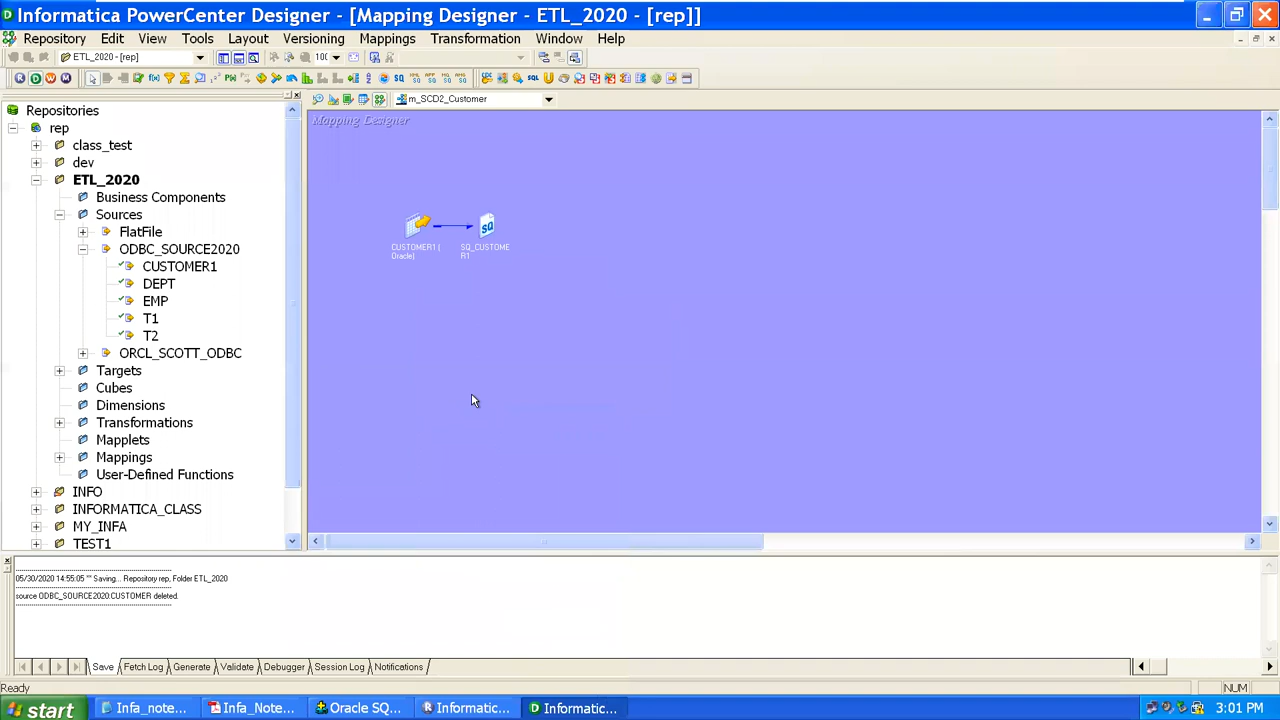 Informatica PowerCenter Designer - [Mapping Designer - ETL_2020 - [rep]]
Repository Edit View Tools Layout Versioning Mappings Transformation Window Help
ETL_2020 - [rep]
m_SCD2_Customer
Repositories
rep
class_test
dev
ETL_2020
Business Components
Sources
FlatFile
ODBC_SOURCE2020
CUSTOMER1
DEPT
EMP
T1
T2
ORCL_SCOTT_ODBC
Targets
Cubes
Dimensions
Transformations
Mapplets
Mappings
User-Defined Functions
INFO
INFORMATICA_CLASS
MY_INFA
TEST1
Mapping Designer
CUSTOMER1 (
Oracle)
SQ_CUSTOME
R1
05/30/2020 14:55:05 ** Saving... Repository rep, Folder ETL_2020
source ODBC_SOURCE2020:CUSTOMER deleted.
Save Fetch Log Generate Validate Debugger Session Log Notifications
Ready
NUM
start Infa_note... Infa_Note... Oracle SQ... Informatic... Informatic... 3:01 PM